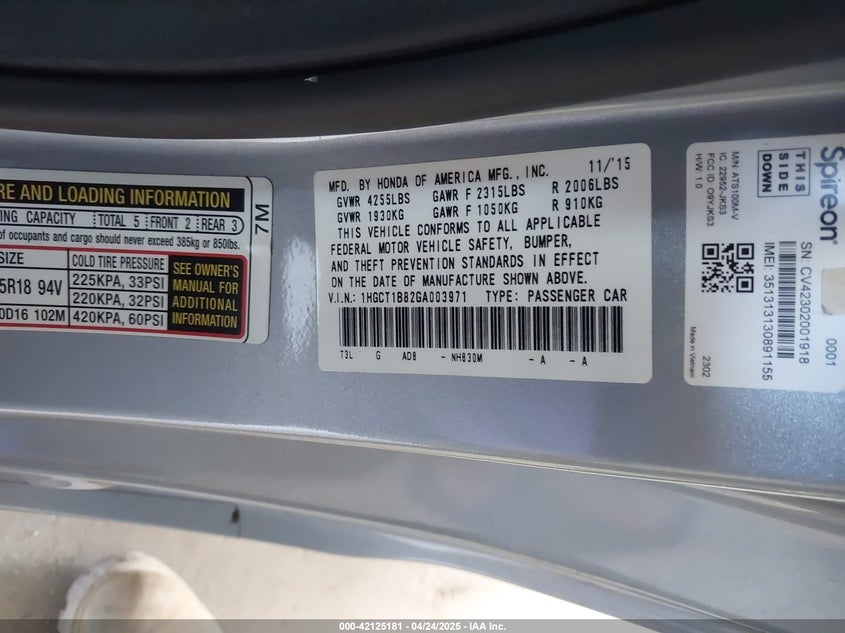 RE AND LOADING INFORMATION
ING CAPACITY TOTAL 5 FRONT 2 REAR 3
of occupants and cargo should never exceed 385kg or 850lbs.
SIZE COLD TIRE PRESSURE
5R18 94V 225KPA, 33PSI
220KPA, 32PSI
0D16 102M 420KPA, 60PSI
SEE OWNER'S
MANUAL FOR
ADDITIONAL
INFORMATION
7M
MFD. BY HONDA OF AMERICA MFG., INC. 11/15
GVWR 4255LBS GAWR F 2315LBS R 2006LBS
GVWR 1930KG GAWR F 1050KG R 910KG
THIS VEHICLE CONFORMS TO ALL APPLICABLE
FEDERAL MOTOR VEHICLE SAFETY, BUMPER,
AND THEFT PREVENTION STANDARDS IN EFFECT
ON THE DATE OF MANUFACTURE SHOWN ABOVE.
V.I.N.: 1HGCT1B82GA003971 TYPE: PASSENGER CAR
T3L G AD8 - NH830M - A - A
Spireon
THIS
SIDE
DOWN
M/N: ATS100M-V
IC: 22952-JKS3
FCC ID: O9YJKS3
H/W: 1.0
0001
SN: CV42302001918
IMEI: 351313130891155
2302
Made in Vietnam
000-42125181 - 04/24/2025 - IAA Inc.